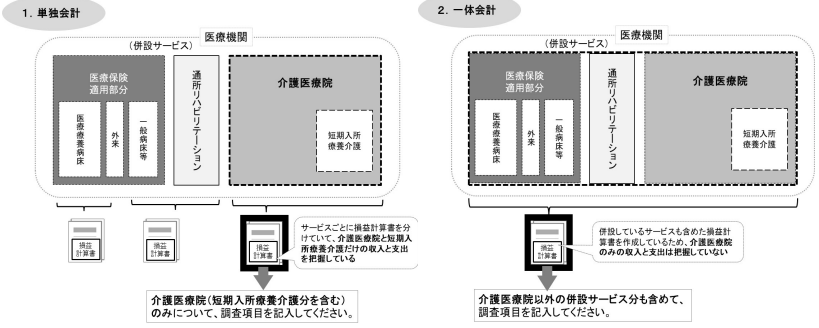 1. 単独会計
医療機関
(併設サービス)
医療保険
適用部分
医療療養病床
外来
一般病床等
通所リハビリテーション
介護医療院
短期入所
療養介護
損益
計算書
損益
計算書
損益
計算書
サービスごとに損益計算書を分
けていて、介護医療院と短期入
所療養介護だけの収入と支出
を把握している
介護医療院(短期入所療養介護分を含む)
のみについて、調査項目を記入してください。
2. 一体会計
医療機関
(併設サービス)
医療保険
適用部分
医療療養病床
外来
一般病床等
通所リハビリテーション
介護医療院
短期入所
療養介護
損益
計算書
併設しているサービスも含めた損益計
算書を作成しているため、介護医療院
のみの収入と支出は把握していない
介護医療院以外の併設サービス分も含めて、
調査項目を記入してください。